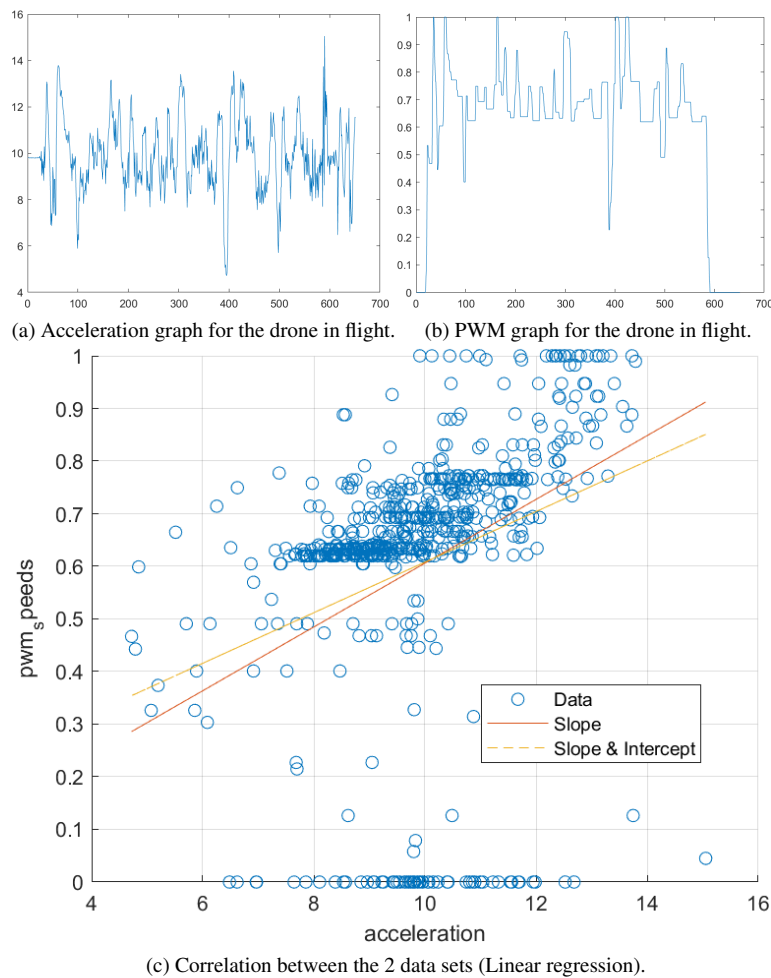 16
14
12
10
8
6
4
0 100 200 300 400 500 600 700
1
0.9
0.8
0.7
0.6
0.5
0.4
0.3
0.2
0.1
0
0 100 200 300 400 500 600 700
(a) Acceleration graph for the drone in flight.
(b) PWM graph for the drone in flight.
1
0.9
0.8
0.7
0.6
0.5
0.4
0.3
0.2
0.1
0
pwm_speeds
Data
Slope
Slope & Intercept
4 6 8 10 12 14 16
acceleration
(c) Correlation between the 2 data sets (Linear regression).